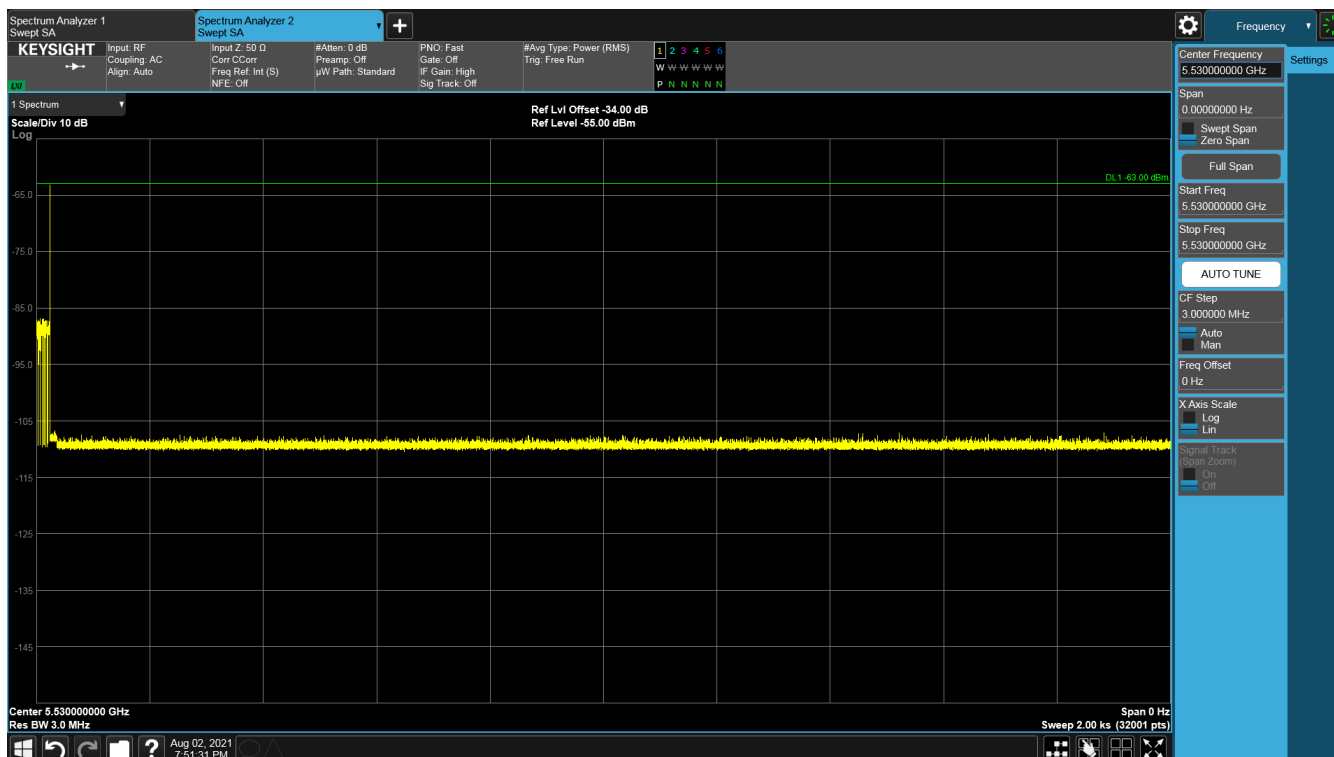 Spectrum Analyzer 1
Swept SA
Spectrum Analyzer 2
Swept SA
+
Frequency
KEYSIGHT
LXI
Input: RF
Coupling: AC
Align: Auto
Input Z: 50 Ω
Corr CCorr
Freq Ref: Int (S)
NFE: Off
#Atten: 0 dB
Preamp: Off
µW Path: Standard
PNO: Fast
Gate: Off
IF Gain: High
Sig Track: Off
#Avg Type: Power (RMS)
Trig: Free Run
1 2 3 4 5 6
W W W W W W
P N N N N N
1 Spectrum
Scale/Div 10 dB
Log
Ref Lvl Offset -34.00 dB
Ref Level -55.00 dBm
DL1 -63.00 dBm
-65.0
-75.0
-85.0
-95.0
-105
-115
-125
-135
-145
Center 5.530000000 GHz
Res BW 3.0 MHz
Span 0 Hz
Sweep 2.00 ks (32001 pts)
?
Aug 02, 2021
7:51:31 PM
Settings
Center Frequency
5.530000000 GHz
Span
0.00000000 Hz
Swept Span
Zero Span
Full Span
Start Freq
5.530000000 GHz
Stop Freq
5.530000000 GHz
AUTO TUNE
CF Step
3.000000 MHz
Auto
Man
Freq Offset
0 Hz
X Axis Scale
Log
Lin
Signal Track
(Span Zoom)
On
Off